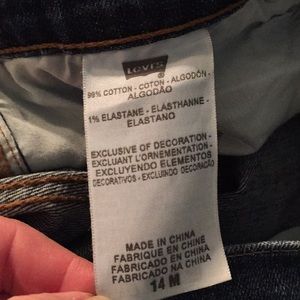 Levi's
®
99% COTTON - COTON - ALGODÓN -
ALGODÃO
1% ELASTANE - ELASTHANNE -
ELASTANO
EXCLUSIVE OF DECORATION -
EXCLUANT L'ORNEMENTATION -
EXCLUYENDO ELEMENTOS
DECORATIVOS - EXCLUINDO DECORAÇÃO
MADE IN CHINA
FABRIQUE EN CHINE
FABRICADO EN CHINA
FABRICADO NA CHINA
14 M